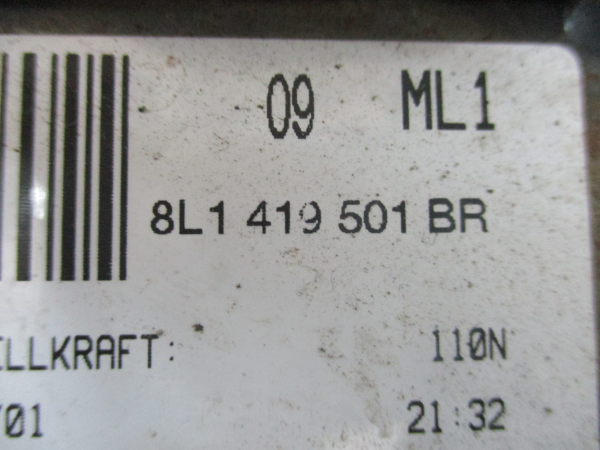 09 ML1
8L1 419 501 BR
ELLKRAFT: 110N
/01 21:32